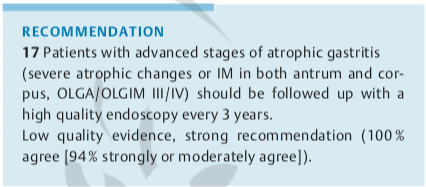 RECOMMENDATION
17 Patients with advanced stages of atrophic gastritis
(severe atrophic changes or IM in both antrum and cor-
pus, OLGA/OLGIM III/IV) should be followed up with a
high quality endoscopy every 3 years.
Low quality evidence, strong recommendation (100 %
agree [94 % strongly or moderately agree]).